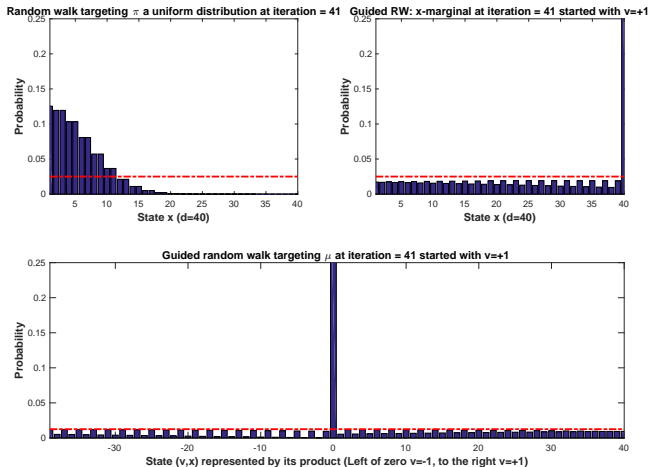 Random walk targeting π a uniform distribution at iteration = 41
Guided RW: x-marginal at iteration = 41 started with v=+1
Probability
0.25
0.2
0.15
0.1
0.05
0
5 10 15 20 25 30 35 40
State x (d=40)
Probability
0.25
0.2
0.15
0.1
0.05
0
5 10 15 20 25 30 35 40
State x (d=40)
Guided random walk targeting μ at iteration = 41 started with v=+1
Probability
0.25
0.2
0.15
0.1
0.05
0
-30 -20 -10 0 10 20 30 40
State (v,x) represented by its product (Left of zero v=-1, to the right v=+1)